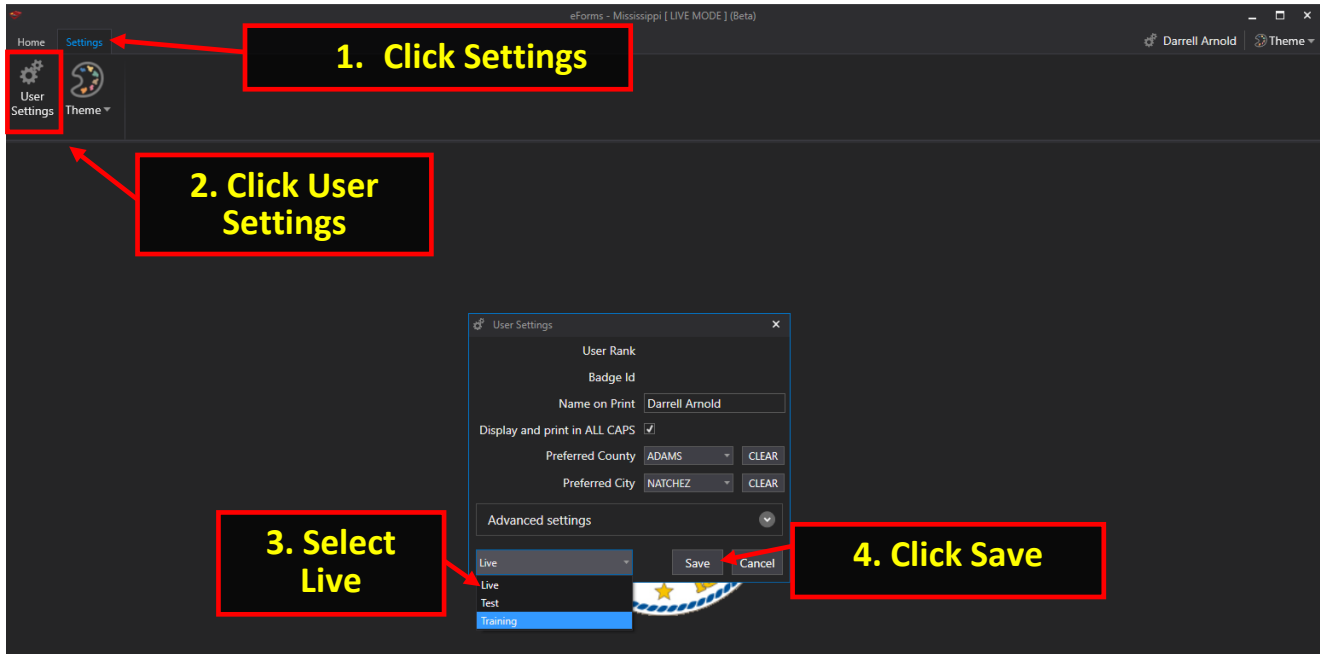 eForms - Mississippi [ LIVE MODE ] (Beta)
Home Settings
Darrell Arnold Theme
User
Settings
Theme
1. Click Settings
2. Click User
Settings
User Settings
User Rank
Badge Id
Name on Print Darrell Arnold
Display and print in ALL CAPS
Preferred County ADAMS CLEAR
Preferred City NATCHEZ CLEAR
Advanced settings
Live Save Cancel
Live
Test
Training
3. Select
Live
4. Click Save